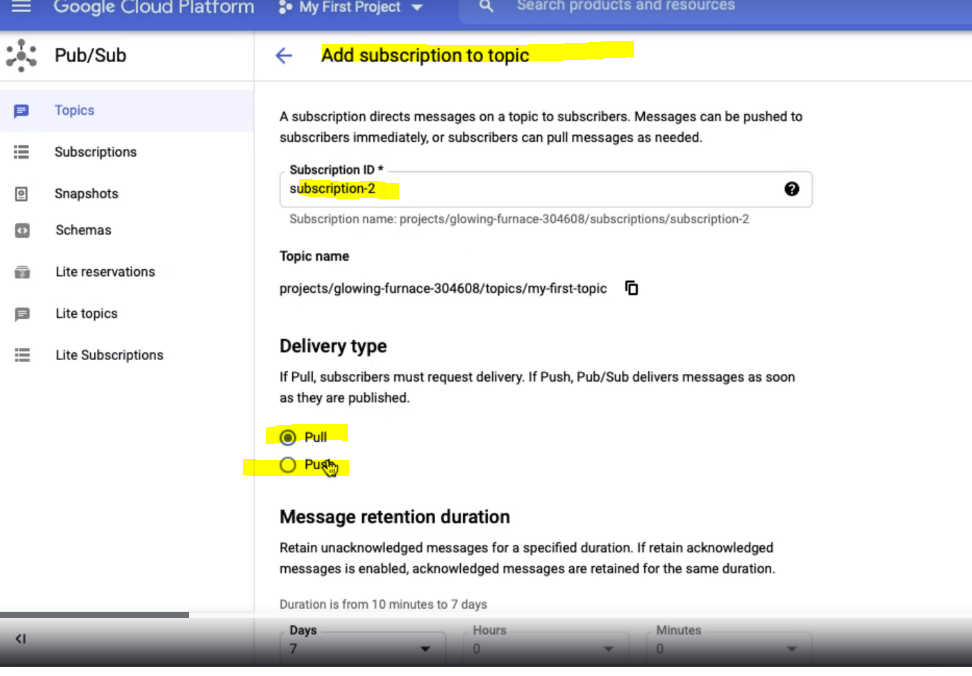 Google Cloud Platform
My First Project
Search products and resources
Pub/Sub
Add subscription to topic
Topics
Subscriptions
Snapshots
Schemas
Lite reservations
Lite topics
Lite Subscriptions
A subscription directs messages on a topic to subscribers. Messages can be pushed to
subscribers immediately, or subscribers can pull messages as needed.
Subscription ID *
subscription-2
Subscription name: projects/glowing-furnace-304608/subscriptions/subscription-2
Topic name
projects/glowing-furnace-304608/topics/my-first-topic
Delivery type
If Pull, subscribers must request delivery. If Push, Pub/Sub delivers messages as soon
as they are published.
Pull
Push
Message retention duration
Retain unacknowledged messages for a specified duration. If retain acknowledged
messages is enabled, acknowledged messages are retained for the same duration.
Duration is from 10 minutes to 7 days
Days
7
Hours
0
Minutes
0